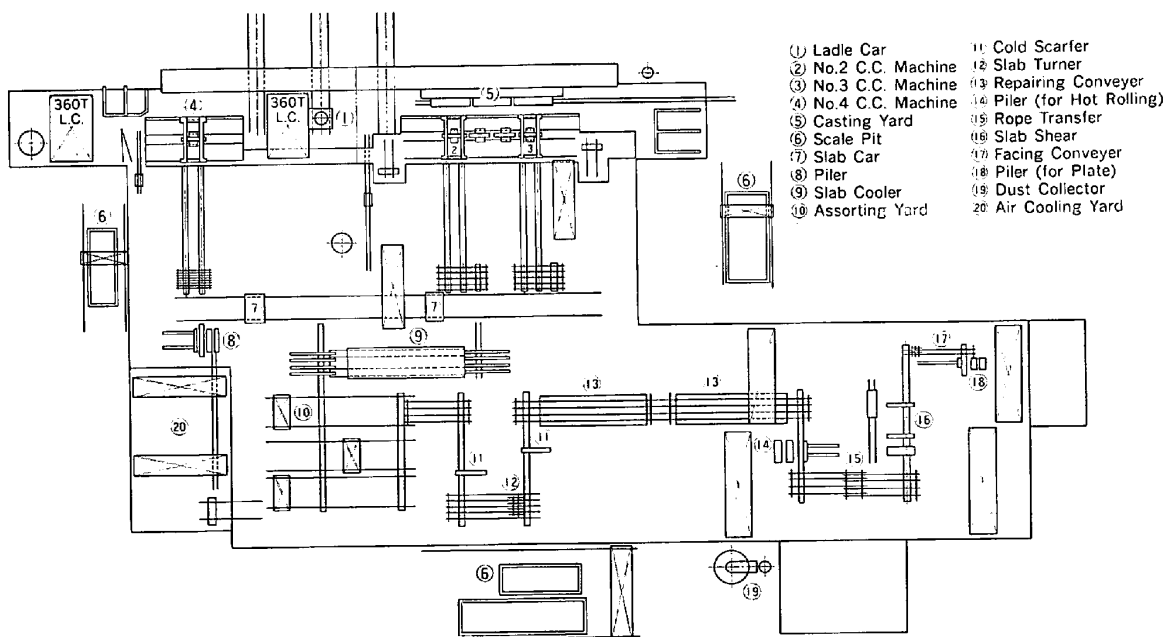 ① Ladle Car
② No.2 C.C. Machine
③ No.3 C.C. Machine
④ No.4 C.C. Machine
⑤ Casting Yard
⑥ Scale Pit
⑦ Slab Car
⑧ Piler
⑨ Slab Cooler
⑩ Assorting Yard
⑪ Cold Scarfer
⑫ Slab Turner
⑬ Repairing Conveyer
⑭ Piler (for Hot Rolling)
⑮ Rope Transfer
⑯ Slab Shear
⑰ Facing Conveyer
⑱ Piler (for Plate)
⑲ Dust Collector
⑳ Air Cooling Yard
360T
L.C.
(4)
360T
L.C.
(1)
(5)
2
3
(6)
(6)
7
7
(8)
⑨
⑩
⑬
⑬
⑰
⑱
⑳
11
11
⑫
⑭
⑮
⑯
⑥
⑲